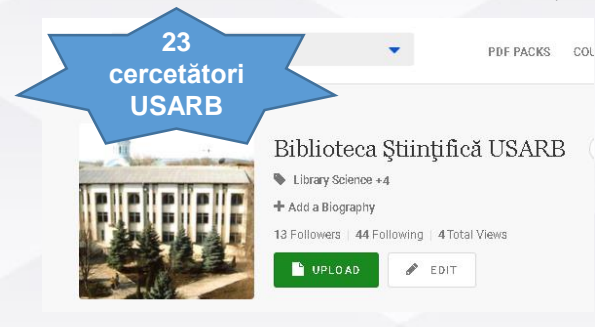 23
cercetători
USARB
PDF PACKS
Biblioteca Ştiinţifică USARB
Library Science +4
Add a Biography
13 Followers | 44 Following | 4 Total Views
UPLOAD
EDIT